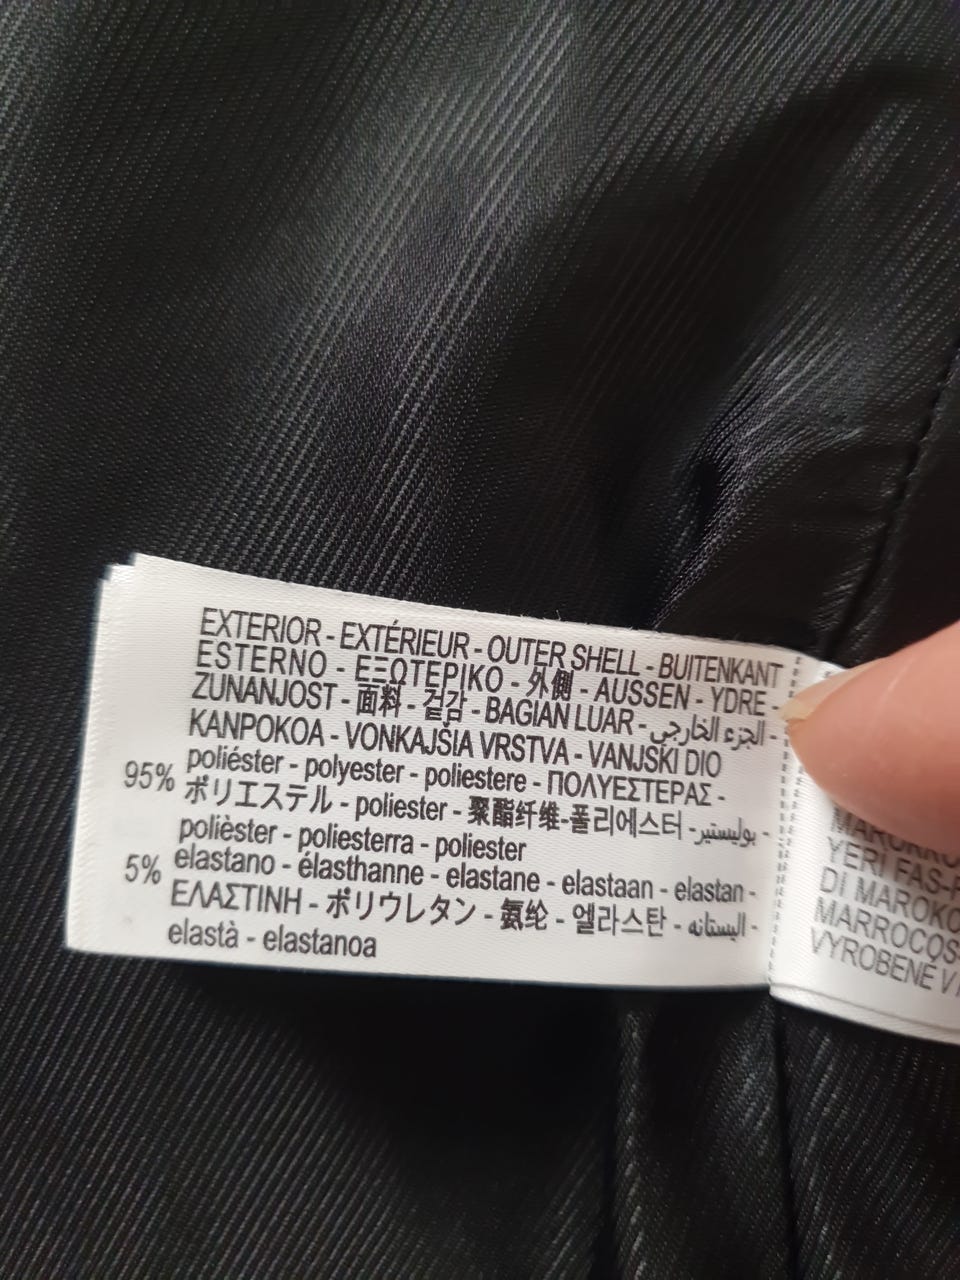 EXTERIOR - EXTÉRIEUR - OUTER SHELL - BUITENKANT
ESTERNO - ΕΞΩΤΕΡΙΚΟ - 外側 - AUSSEN - YDRE -
ZUNANJOST - 面料 - 겉감 - BAGIAN LUAR - الجزء الخارجي -
KANPOKOA - VONKAJŠIA VRSTVA - VANJSKI DIO
95% poliéster - polyester - poliestere - ΠΟΛΥΕΣΤΕΡΑΣ -
ポリエステル - poliester - 聚酯纤维-폴리에스터 - بوليستير -
polièster - poliesterra - poliester
5% elastano - élasthanne - elastane - elastaan - elastan -
ΕΛΑΣΤΙΝΗ - ポリウレタン - 氨纶 - 엘라스탄 - اليستانه -
elastà - elastanoa
YERİ FAS-
DI MAROKO
MARROCOS
VYROBENÉ V